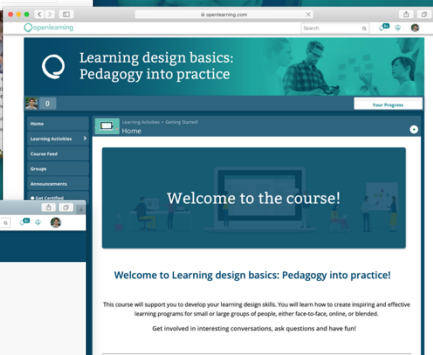 openlearning.com
openlearning
Search
Learning design basics:
Pedagogy into practice
0
Your Progress
Home
Learning Activities
Course Feed
Groups
Announcements
Get Certified
Learning Activities > Getting Started!
Home
Welcome to the course!
Welcome to Learning design basics: Pedagogy into practice!
This course will support you to develop your learning design skills. You will learn how to create inspiring and effective
learning programs for small or large groups of people, either face-to-face, online, or blended.
Get involved in interesting conversations, ask questions and have fun!